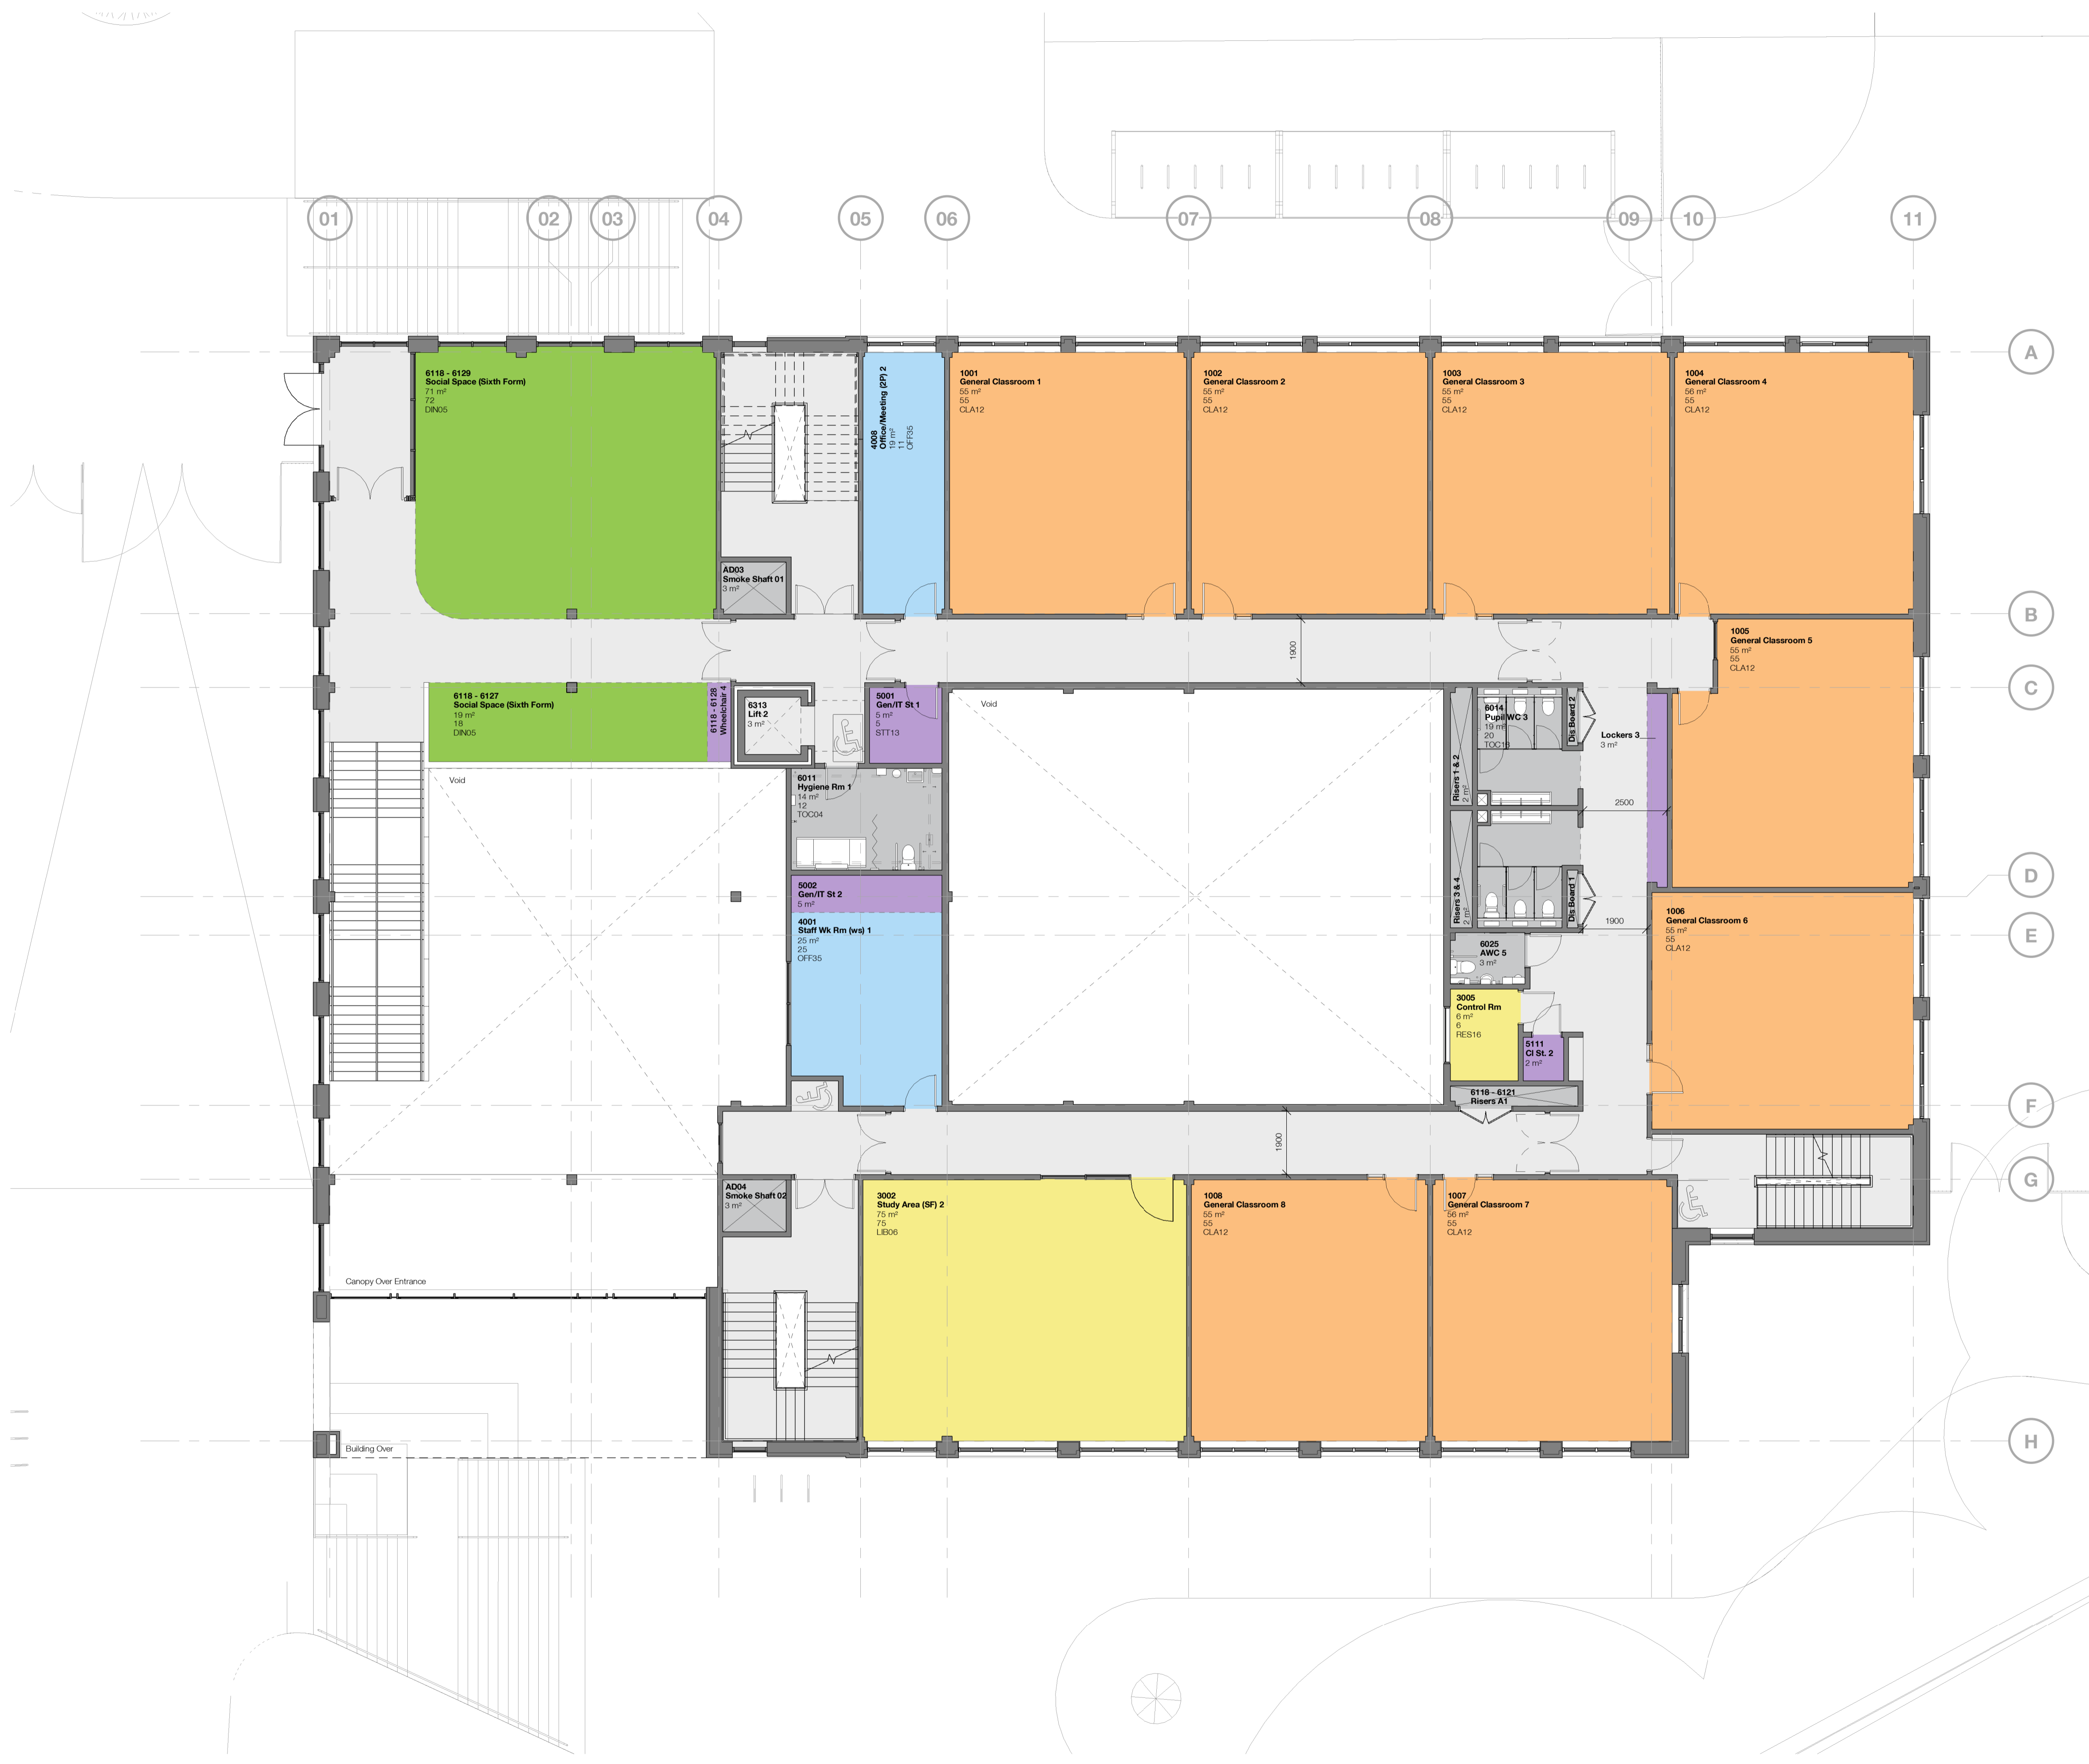 01
02
03
04
05
06
07
08
09
10
11
A
B
C
D
E
F
G
H
6118 - 6129
Social Space (Sixth Form)
71 m²
72
DIN05
4008
Office/Meeting (2P) 2
19 m²
11
OFF35
1001
General Classroom 1
55 m²
55
CLA12
1002
General Classroom 2
55 m²
55
CLA12
1003
General Classroom 3
55 m²
55
CLA12
1004
General Classroom 4
56 m²
55
CLA12
AD03
Smoke Shaft 01
3 m²
1900
1005
General Classroom 5
55 m²
55
CLA12
6118 - 6127
Social Space (Sixth Form)
19 m²
18
DIN05
6118 - 6128
Wheelchair 4
6313
Lift 2
3 m²
5001
Gen/IT St 1
5 m²
5
STT13
Void
Risers 1 & 2
2 m²
6014
Pupil WC 3
19 m²
20
Dis Board 2
Lockers 3
3 m²
Void
6011
Hygiene Rm 1
14 m²
12
TOC04
2500
5002
Gen/IT St 2
5 m²
Risers 3 & 4
2 m²
Dis Board 1
1900
1006
General Classroom 6
55 m²
55
CLA12
4001
Staff Wk Rm (ws) 1
25 m²
25
OFF35
6025
AWC 5
3 m²
3005
Control Rm
6 m²
6
RES16
5111
Cl St. 2
2 m²
6118 - 6121
Risers A1
1900
AD04
Smoke Shaft 02
3 m²
3002
Study Area (SF) 2
75 m²
75
LIB06
1008
General Classroom 8
55 m²
55
CLA12
1007
General Classroom 7
56 m²
55
CLA12
Canopy Over Entrance
Building Over